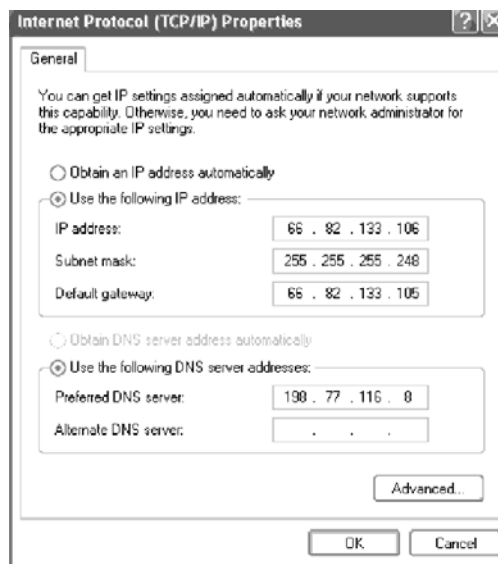 Internet Protocol (TCP/IP) Properties
General
You can get IP settings assigned automatically if your network supports
this capability. Otherwise, you need to ask your network administrator for
the appropriate IP settings.
Obtain an IP address automatically
Use the following IP address:
IP address: 66 . 82 . 133 . 106
Subnet mask: 255 . 255 . 255 . 248
Default gateway: 66 . 82 . 133 . 105
Obtain DNS server address automatically
Use the following DNS server addresses:
Preferred DNS server: 198 . 77 . 116 . 8
Alternate DNS server: . . .
Advanced...
OK Cancel